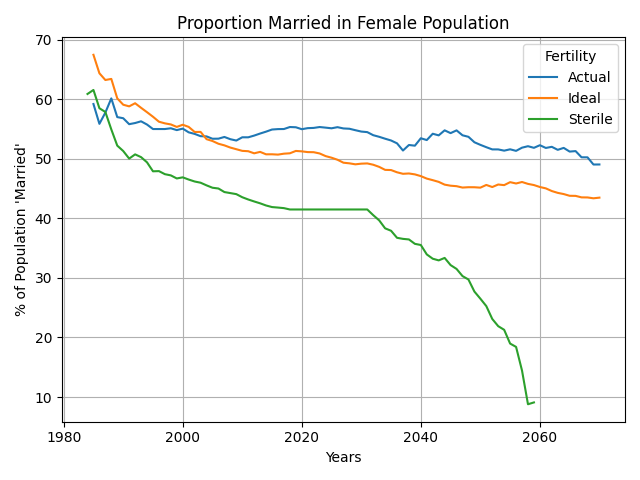 Proportion Married in Female Population
% of Population 'Married'
70
60
50
40
30
20
10
Fertility
Actual
Ideal
Sterile
1980
2000
2020
2040
2060
Years